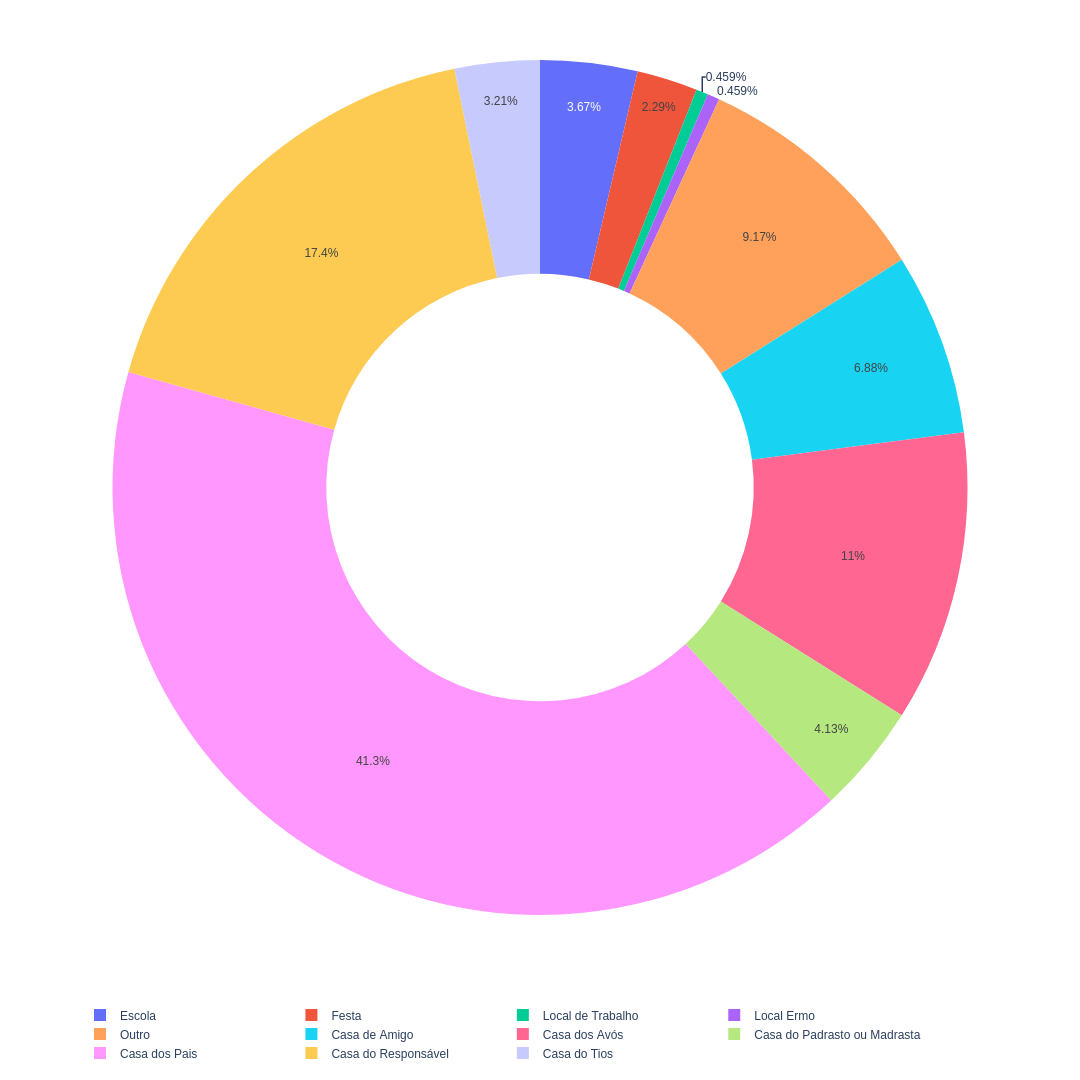 0.459%
0.459%
3.21%
3.67%
2.29%
9.17%
17.4%
6.88%
11%
4.13%
41.3%
Escola
Festa
Local de Trabalho
Local Ermo
Outro
Casa de Amigo
Casa dos Avós
Casa do Padrasto ou Madrasta
Casa dos Pais
Casa do Responsável
Casa do Tios